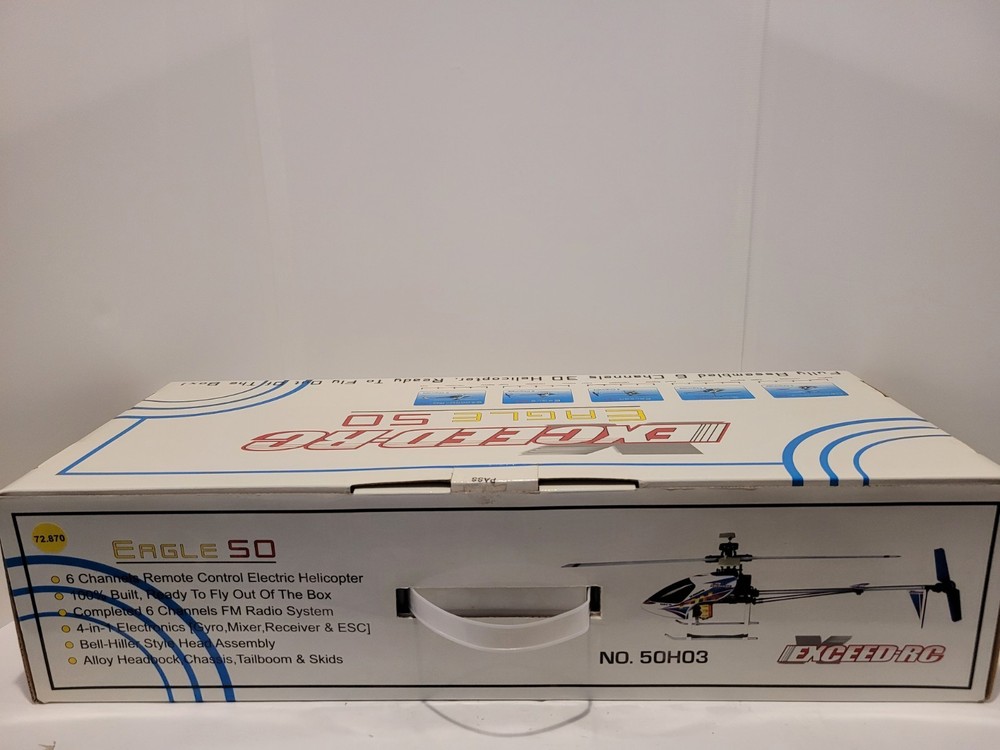 Fully Assembled 6 Channels 3D Helicopter Ready To Fly Out Of The Box!
EAGLE 50
EXCEED-RC
PASS
72.870
EAGLE 50
6 Channels Remote Control Electric Helicopter
100% Built, Ready To Fly Out Of The Box
Completed 6 Channels FM Radio System
4-in-1 Electronics [Gyro,Mixer,Receiver & ESC]
Bell-Hiller Style Head Assembly
Alloy Headbock,Chassis,Tailboom & Skids
NO. 50H03
EXCEED-RC